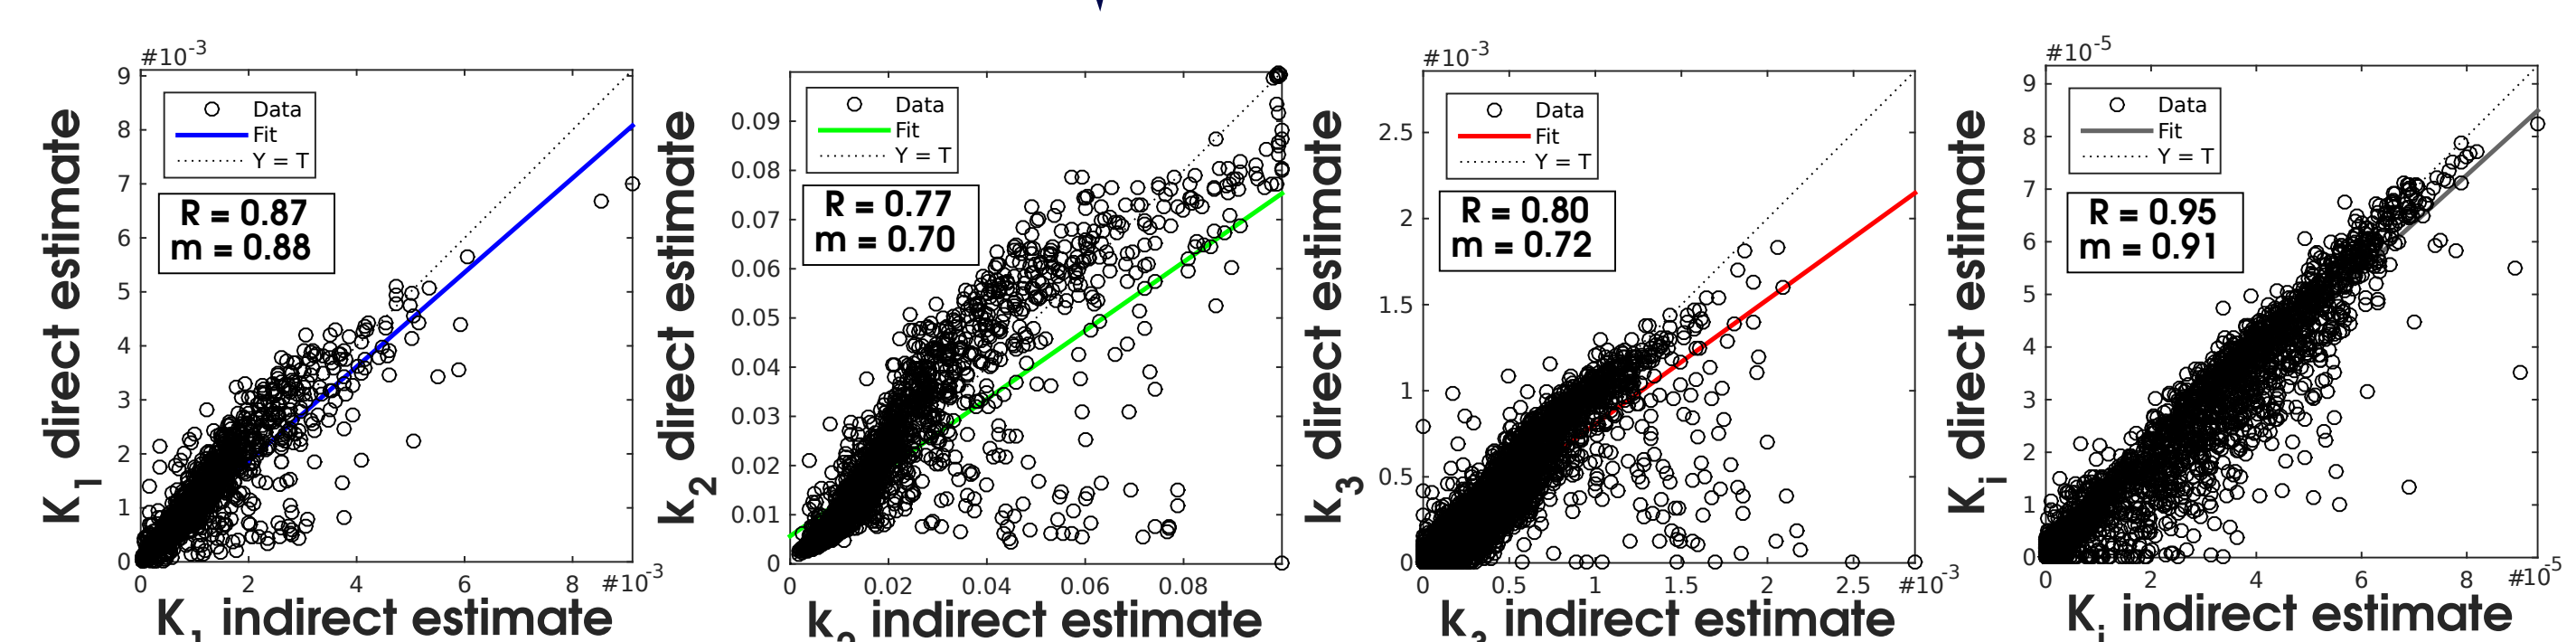 #10-3
9
8
7
6
5
4
3
2
1
0
Data
Fit
Y = T
R = 0.87
m = 0.88
0 2 4 6 8 #10-3
K1 direct estimate
K1 indirect estimate
0.09
0.08
0.07
0.06
0.05
0.04
0.03
0.02
0.01
0
Data
Fit
Y = T
R = 0.77
m = 0.70
0 0.02 0.04 0.06 0.08
k2 direct estimate
k2 indirect estimate
#10-3
2.5
2
1.5
1
0.5
0
Data
Fit
Y = T
R = 0.80
m = 0.72
0 0.5 1 1.5 2 2.5 #10-3
k3 direct estimate
k3 indirect estimate
#10-5
9
8
7
6
5
4
3
2
1
0
Data
Fit
Y = T
R = 0.95
m = 0.91
0 2 4 6 8 #10-5
Ki direct estimate
Ki indirect estimate